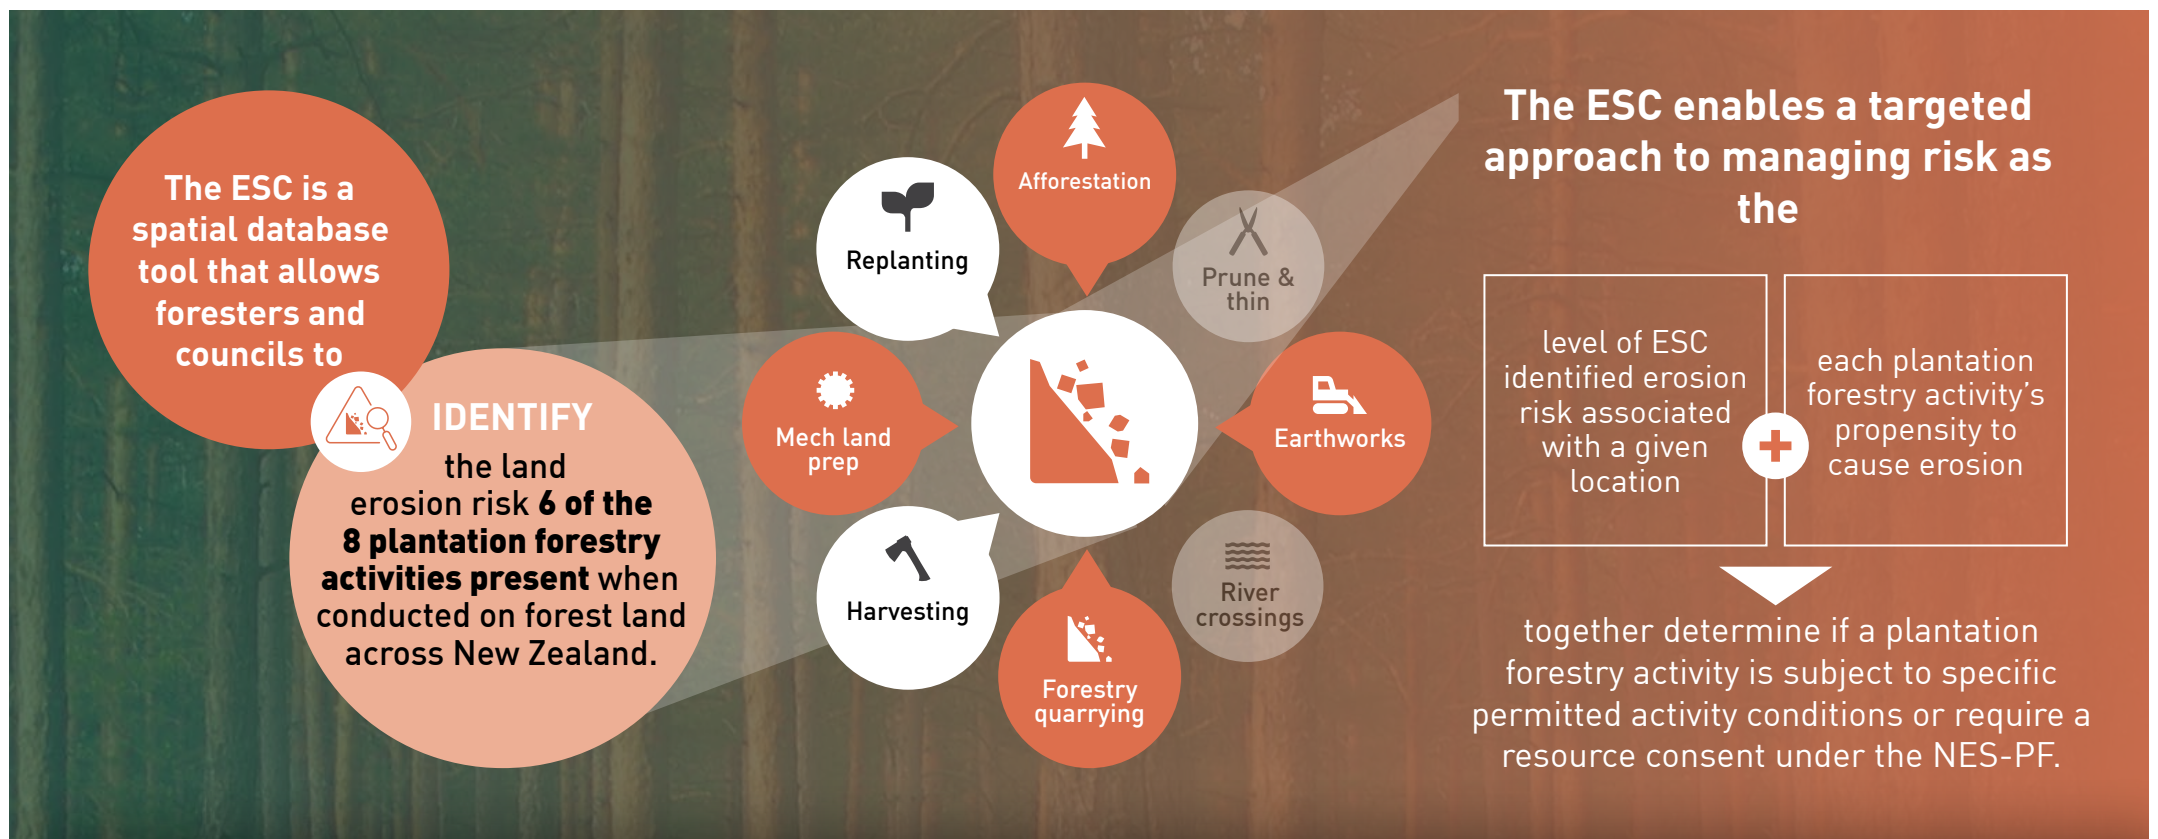 The ESC is a
spatial database
tool that allows
foresters and
councils to
IDENTIFY
the land
erosion risk 6 of the
8 plantation forestry
activities present when
conducted on forest land
across New Zealand.
Afforestation
Replanting
Prune &
thin
Mech land
prep
Earthworks
Harvesting
River
crossings
Forestry
quarrying
The ESC enables a targeted
approach to managing risk as
the
level of ESC
identified erosion
risk associated
with a given
location
each plantation
forestry activity's
propensity to
cause erosion
together determine if a plantation
forestry activity is subject to specific
permitted activity conditions or require a
resource consent under the NES-PF.